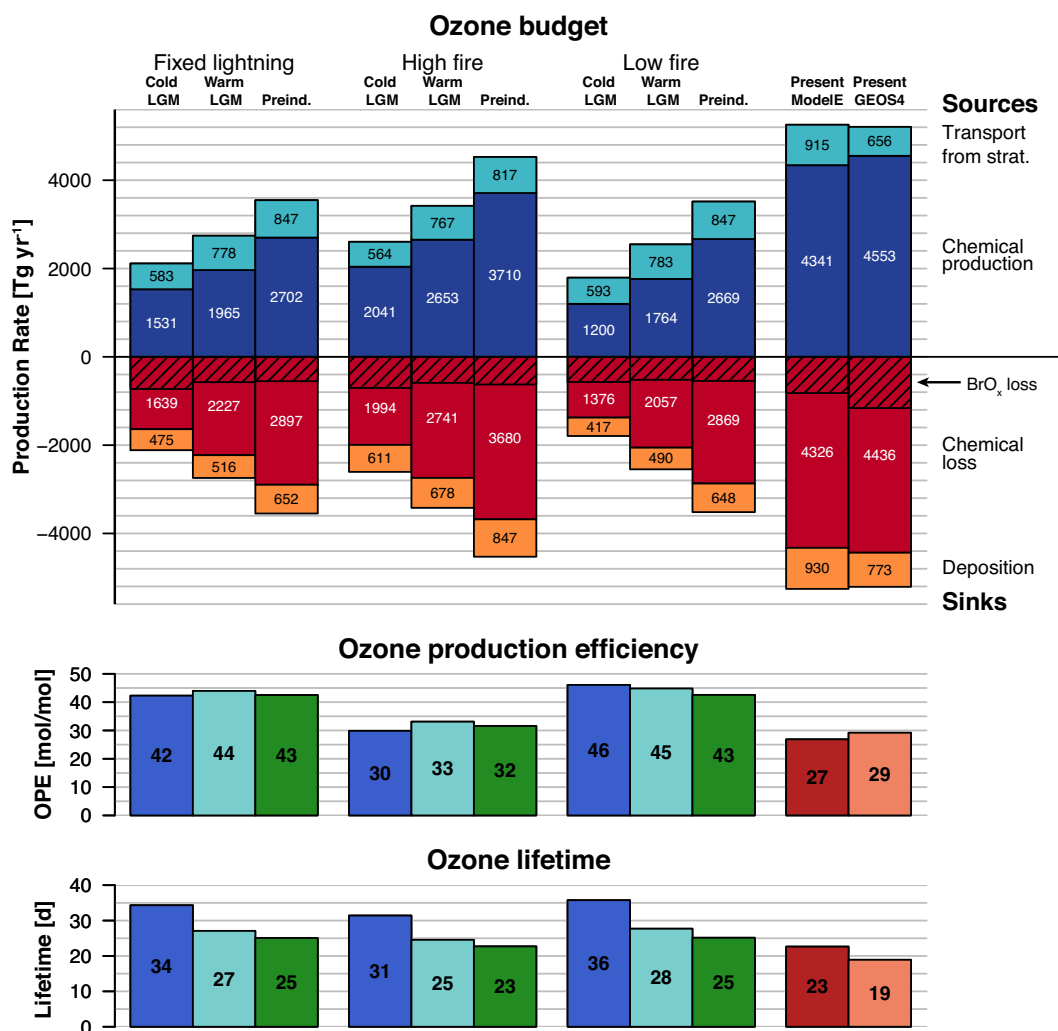 Ozone budget
Fixed lightning High fire Low fire
Cold Warm Cold Warm Cold Warm Present Present
LGM LGM Preind. LGM LGM Preind. LGM LGM Preind. ModelE GEOS4
Sources
Transport
from strat.
Chemical
production
BrOx loss
Chemical
loss
Deposition
Sinks
Production Rate [Tg yr-1]
4000
2000
0
−2000
−4000
583 778 847 564 767 817 593 783 847 915 656
1531 1965 2702 2041 2653 3710 1200 1764 2669 4341 4553
1639 2227 2897 1994 2741 3680 1376 2057 2869 4326 4436
475 516 652 611 678 847 417 490 648 930 773
Ozone production efficiency
OPE [mol/mol]
50
40
30
20
10
0
42 44 43 30 33 32 46 45 43 27 29
Ozone lifetime
Lifetime [d]
40
30
20
10
0
34 27 25 31 25 23 36 28 25 23 19